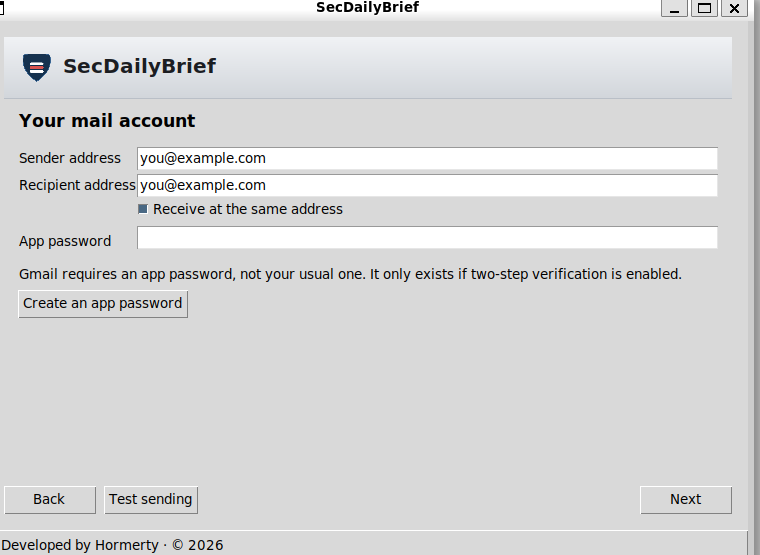 SecDailyBrief
SecDailyBrief
Your mail account
Sender address you@example.com
Recipient address you@example.com
Receive at the same address
App password
Gmail requires an app password, not your usual one. It only exists if two-step verification is enabled.
Create an app password
Back Test sending Next
Developed by Hormerty · © 2026